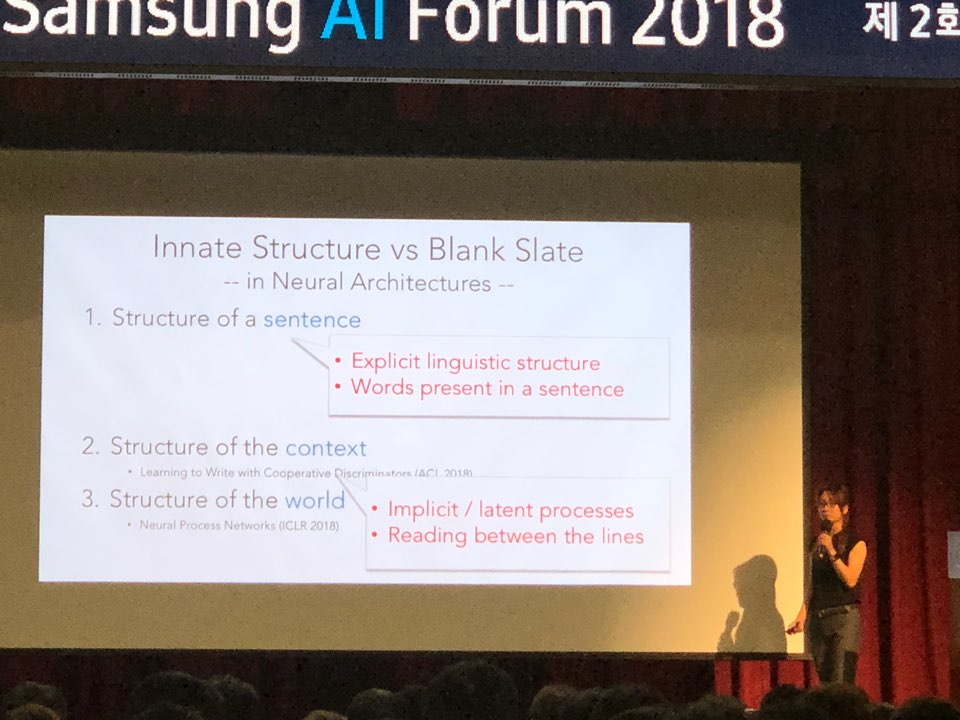 Samsung AI Forum 2018
제2회
Innate Structure vs Blank Slate
-- in Neural Architectures --
1. Structure of a sentence
• Explicit linguistic structure
• Words present in a sentence
2. Structure of the context
• Learning to Write with Cooperative Discriminators (ACL 2018)
3. Structure of the world
• Neural Process Networks (ICLR 2018)
• Implicit / latent processes
• Reading between the lines